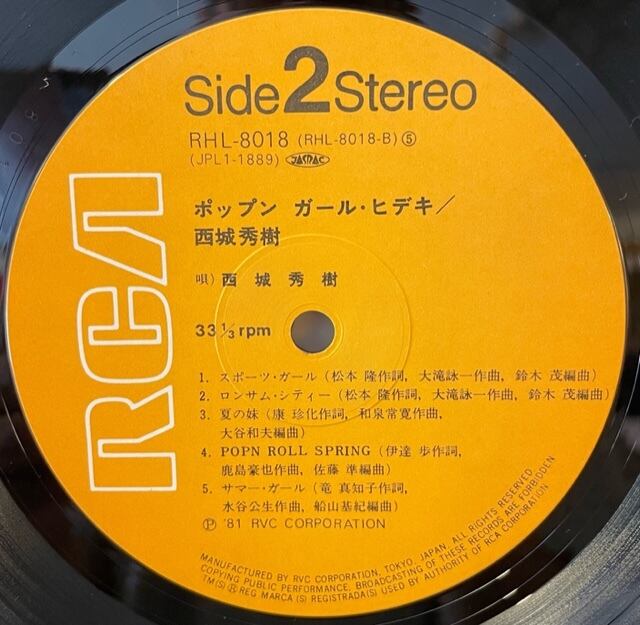 Side 2 Stereo
RHL-8018 (RHL-8018-B) ⑤
(JPL1-1889) JASRAC
ポップン ガール・ヒデキ／
西城秀樹
唄）西 城 秀 樹
33 1/3 rpm
1. スポーツ・ガール（松本 隆作詞, 大滝詠一作曲, 鈴木 茂編曲）
2. ロンサム・シティー（松本 隆作詞, 大滝詠一作曲, 鈴木 茂編曲）
3. 夏の妹（康 珍化作詞, 和泉常寛作曲,
大谷和夫編曲）
4. POPN ROLL SPRING（伊達 歩作詞,
鹿島豪也作曲, 佐藤 準編曲）
5. サマー・ガール（竜 真知子作詞,
水谷公生作曲, 船山基紀編曲）
Ⓟ '81 RVC CORPORATION
MANUFACTURED BY RVC CORPORATION, TOKYO, JAPAN. ALL RIGHTS RESERVED
COPYING PUBLIC PERFORMANCE, BROADCASTING OF THESE RECORDS ARE FORBIDDEN
TM(S) ® REG MARCA (S) REGISTRADA(S) USED BY AUTHORITY OF RCA CORPORATION.
RCA